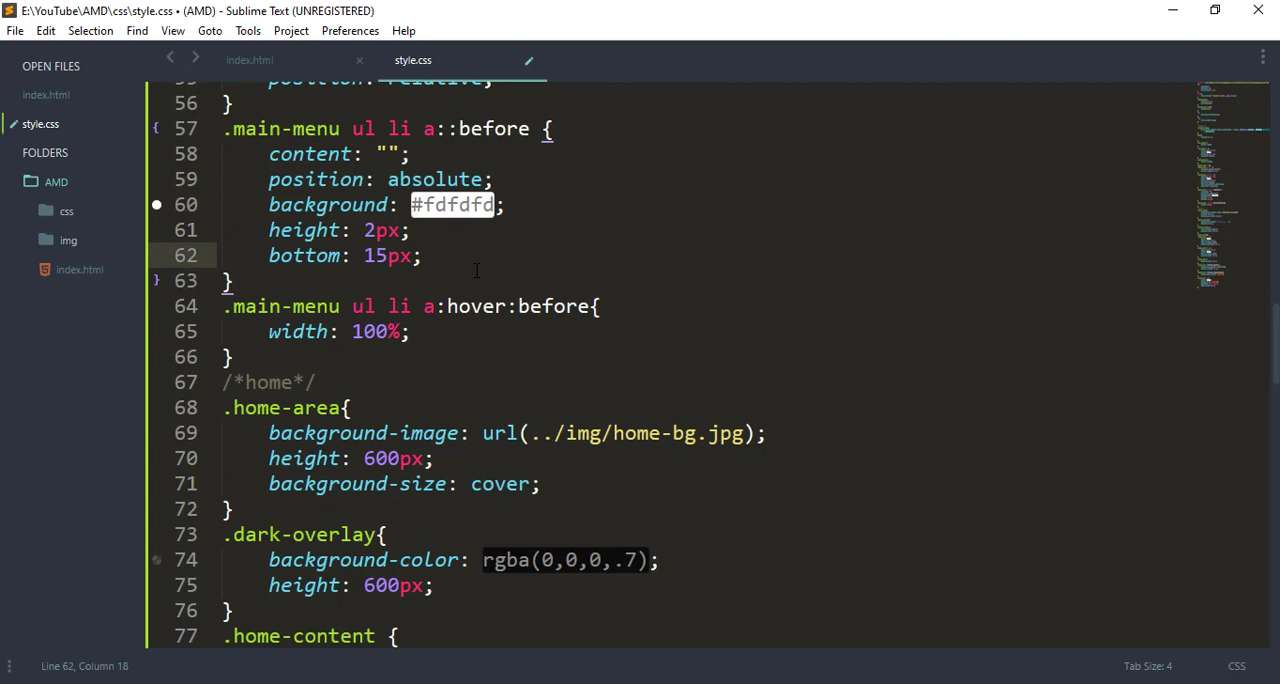 E:\YouTube\AMD\css\style.css • (AMD) - Sublime Text (UNREGISTERED)
File Edit Selection Find View Goto Tools Project Preferences Help
OPEN FILES
index.html
style.css
FOLDERS
AMD
css
img
index.html
index.html style.css
position: relative;
56 }
57 .main-menu ul li a::before {
58 content: "";
59 position: absolute;
60 background: #fdfdfd;
61 height: 2px;
62 bottom: 15px;
63 }
64 .main-menu ul li a:hover:before{
65 width: 100%;
66 }
67 /*home*/
68 .home-area{
69 background-image: url(../img/home-bg.jpg);
70 height: 600px;
71 background-size: cover;
72 }
73 .dark-overlay{
74 background-color: rgba(0,0,0,.7);
75 height: 600px;
76 }
77 .home-content {
Line 62, Column 18 Tab Size: 4 CSS